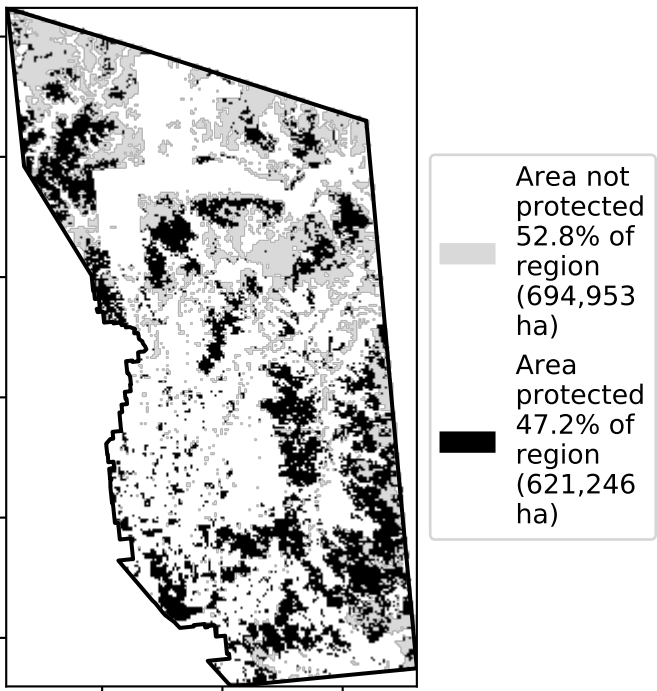 Area not
protected
52.8% of
region
(694,953
ha)
Area
protected
47.2% of
region
(621,246
ha)